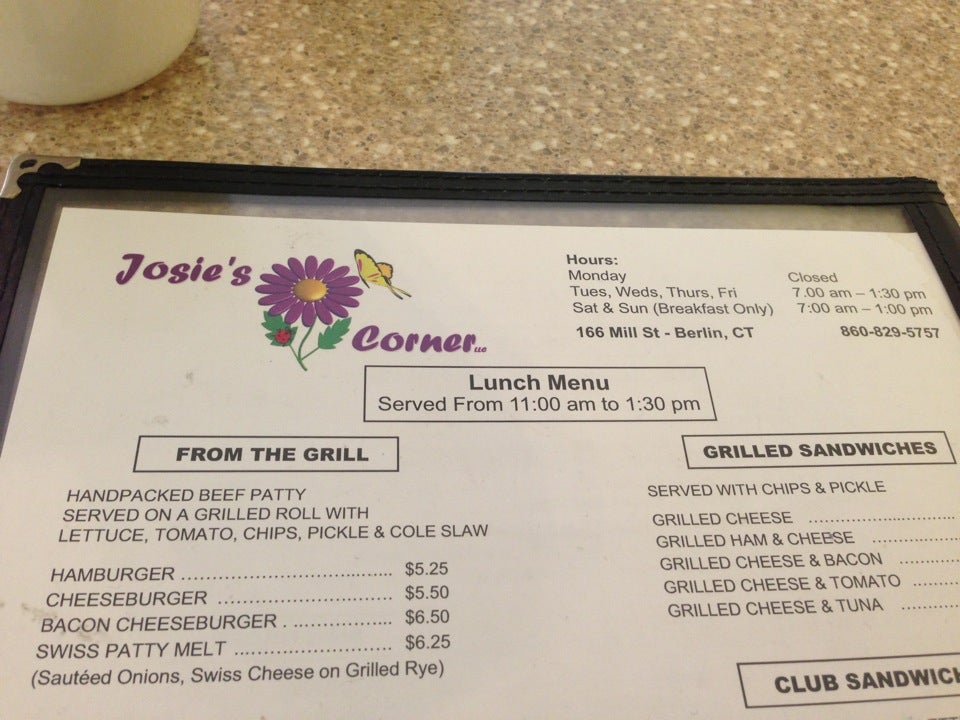 Josie's
Corner LLC
Hours:
Monday Closed
Tues, Weds, Thurs, Fri 7.00 am – 1:30 pm
Sat & Sun (Breakfast Only) 7:00 am – 1:00 pm
166 Mill St - Berlin, CT 860-829-5757
Lunch Menu
Served From 11:00 am to 1:30 pm
FROM THE GRILL
HANDPACKED BEEF PATTY
SERVED ON A GRILLED ROLL WITH
LETTUCE, TOMATO, CHIPS, PICKLE & COLE SLAW
HAMBURGER .................................... $5.25
CHEESEBURGER ............................. $5.50
BACON CHEESEBURGER . ................. $6.50
SWISS PATTY MELT .......................... $6.25
(Sautéed Onions, Swiss Cheese on Grilled Rye)
GRILLED SANDWICHES
SERVED WITH CHIPS & PICKLE
GRILLED CHEESE ..........................
GRILLED HAM & CHEESE ................
GRILLED CHEESE & BACON ...........
GRILLED CHEESE & TOMATO .........
GRILLED CHEESE & TUNA ...........
CLUB SANDWICH